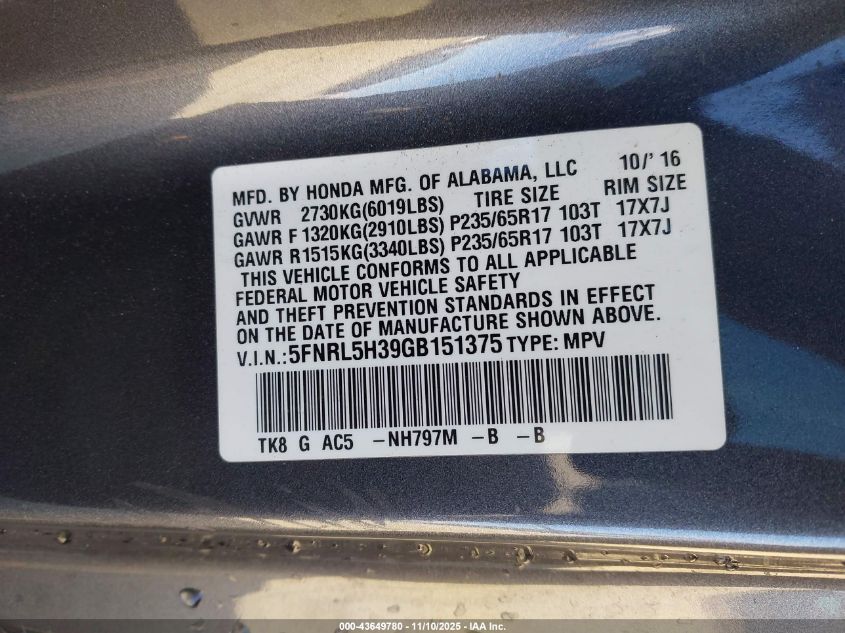 MFD. BY HONDA MFG. OF ALABAMA, LLC 10/'16
GVWR 2730KG(6019LBS) TIRE SIZE RIM SIZE
GAWR F 1320KG(2910LBS) P235/65R17 103T 17X7J
GAWR R1515KG(3340LBS) P235/65R17 103T 17X7J
THIS VEHICLE CONFORMS TO ALL APPLICABLE
FEDERAL MOTOR VEHICLE SAFETY
AND THEFT PREVENTION STANDARDS IN EFFECT
ON THE DATE OF MANUFACTURE SHOWN ABOVE.
V.I.N.:5FNRL5H39GB151375 TYPE: MPV
TK8 G AC5 -NH797M -B -B
000-43649780 - 11/10/2025 - IAA Inc.